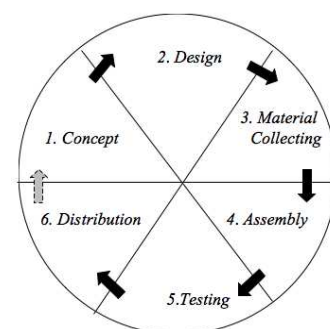 1. Concept
2. Design
3. Material
Collecting
4. Assembly
5.Testing
6. Distribution